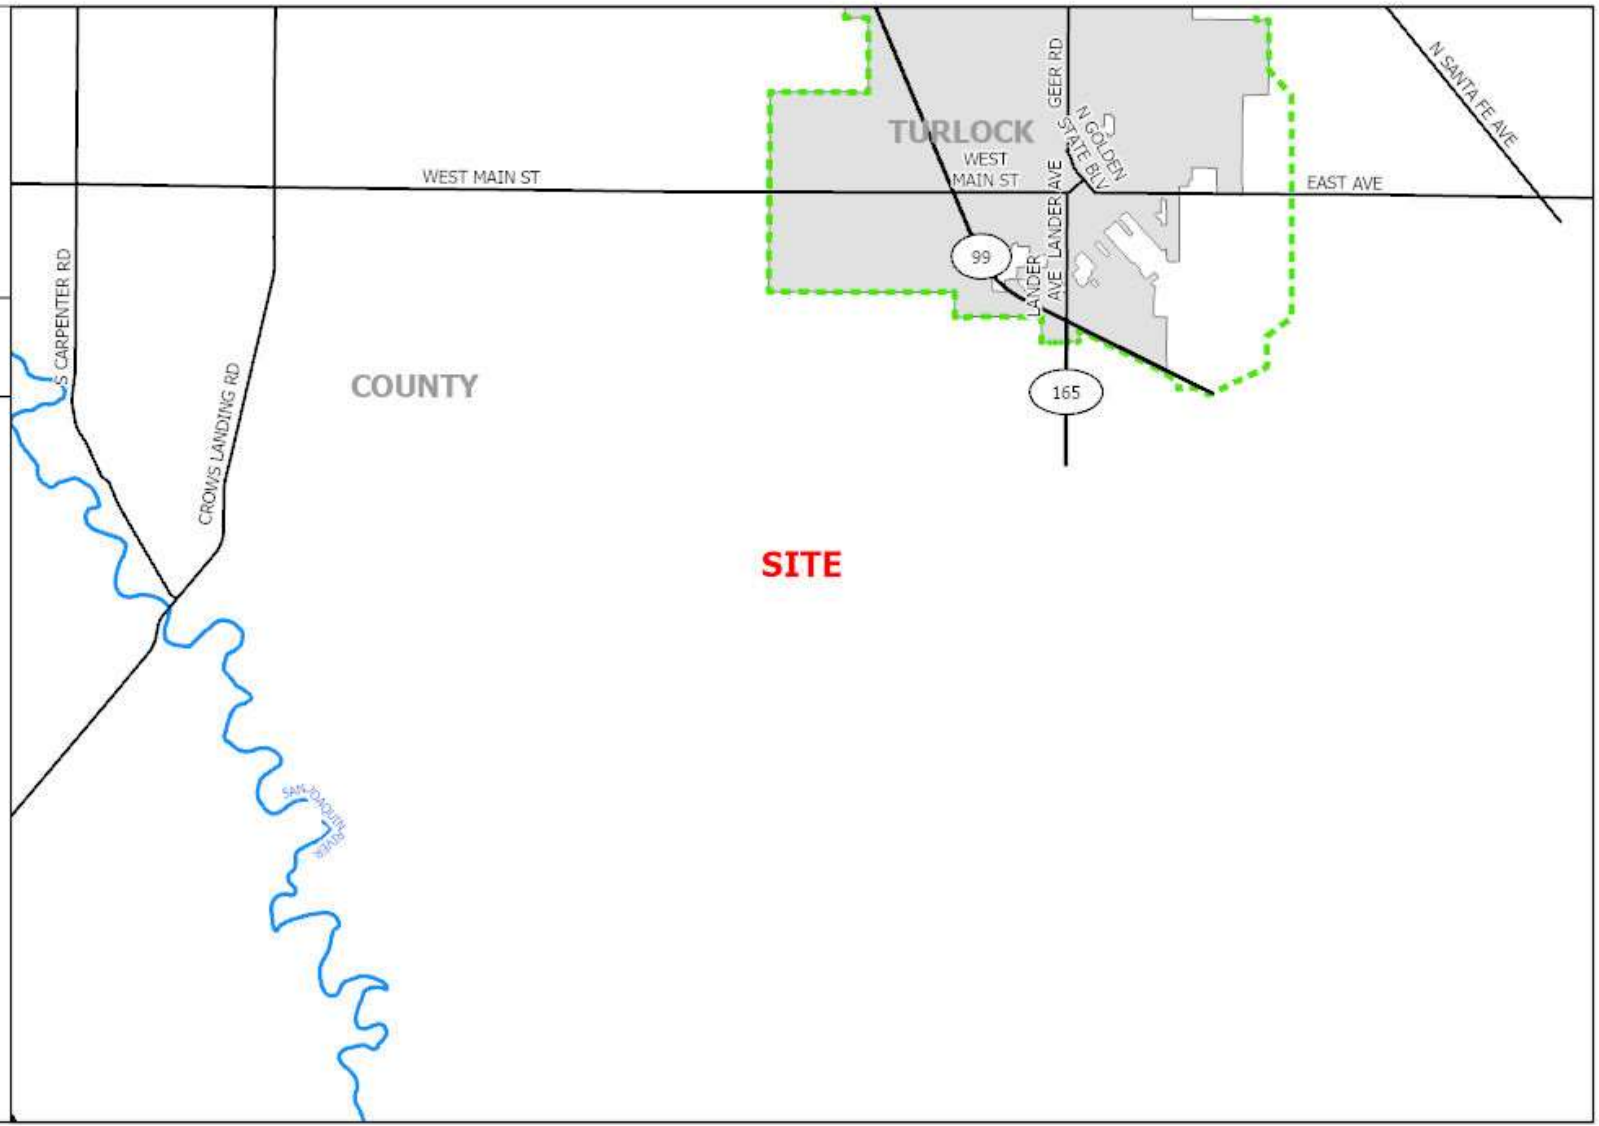 N SANTA FE AVE
GEER RD
TURLOCK
N GOLDEN
STATE BLV
WEST
MAIN ST
WEST MAIN ST
EAST AVE
LANDER AVE
LANDER
AVE
99
S CARPENTER RD
CROWS LANDING RD
COUNTY
165
SITE
SAN JOAQUIN
RIVER